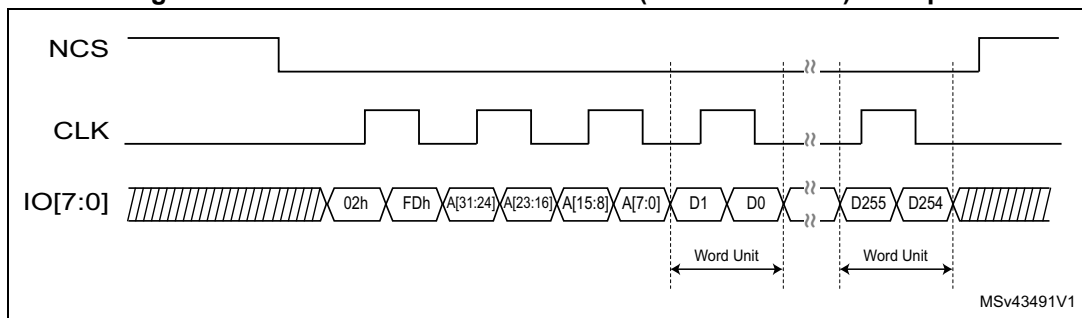 NCS
CLK
IO[7:0] 02h FDh A[31:24] A[23:16] A[15:8] A[7:0] D1 D0 D255 D254
Word Unit Word Unit
MSv43491V1